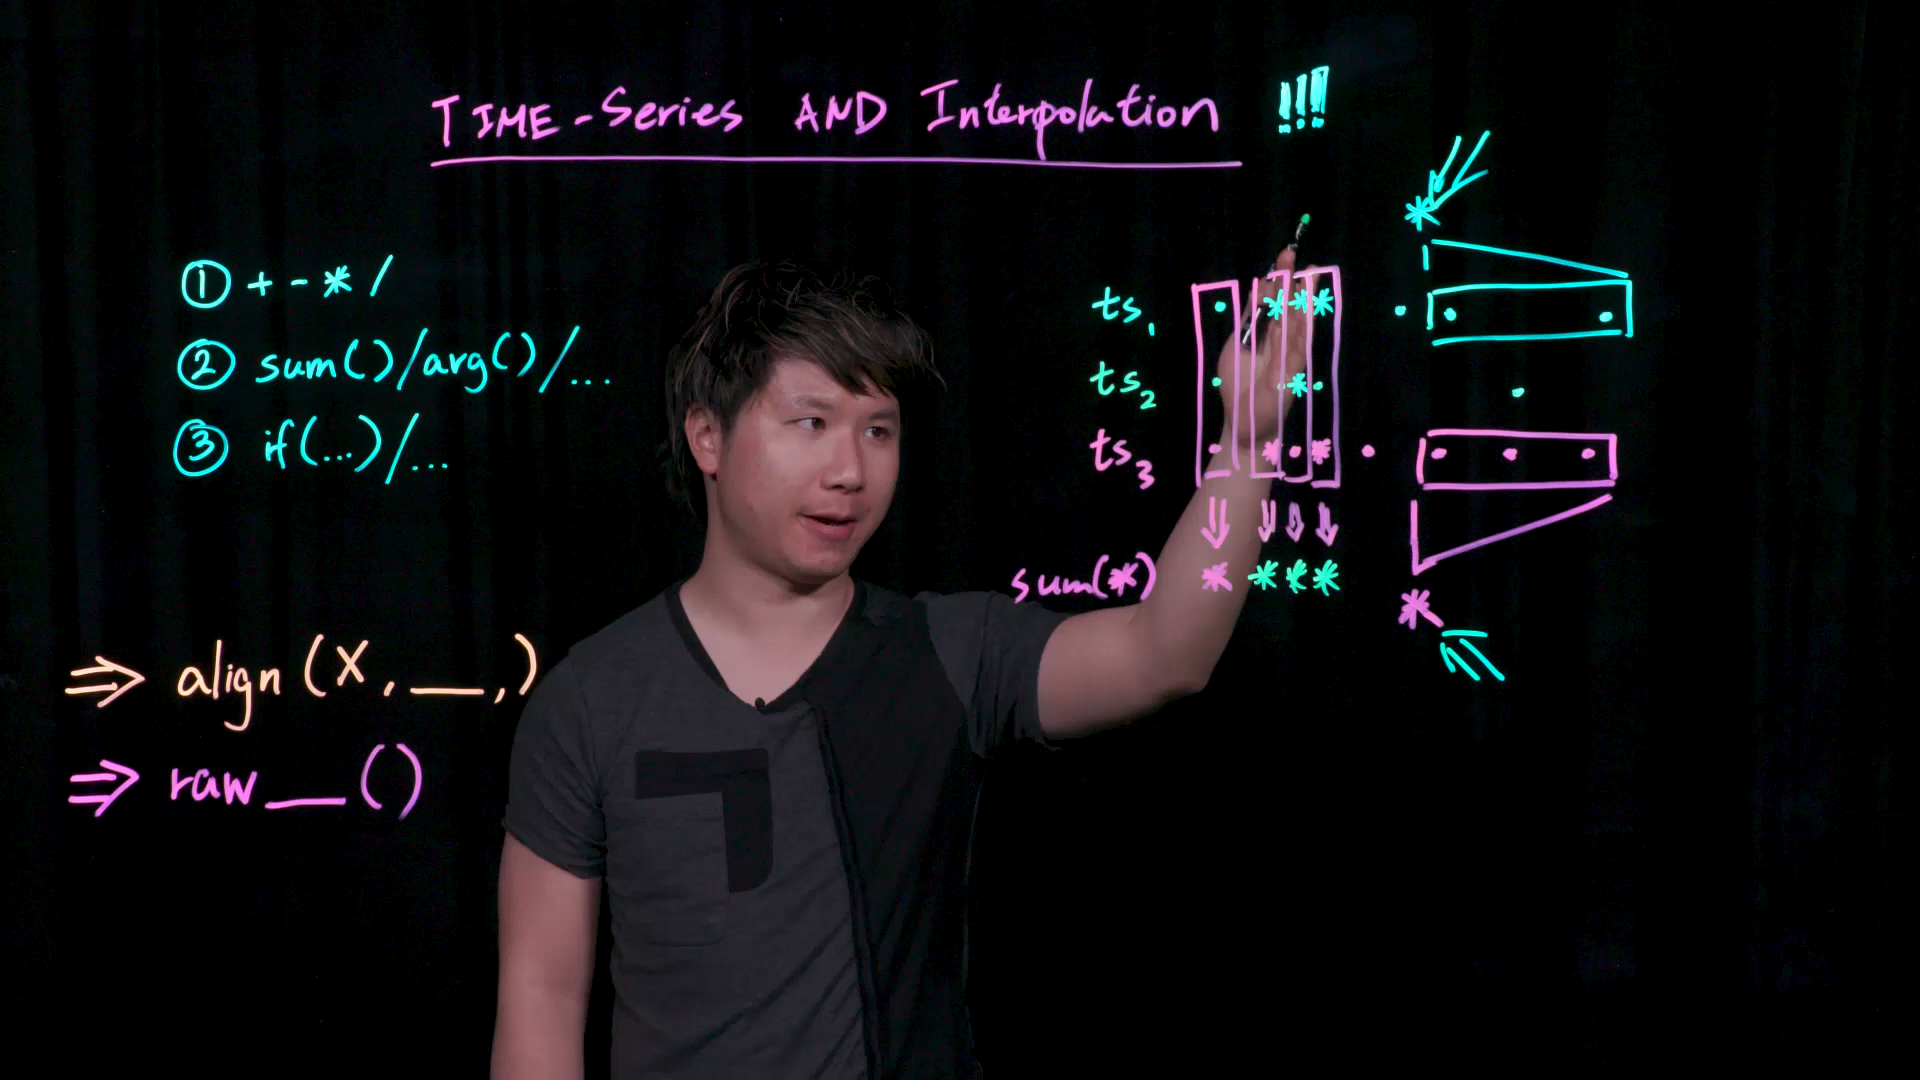 TIME-Series AND Interpolation !!!
① + - * /
② sum()/arg()/...
③ if(...)/...
⇒ align (X, __,)
⇒ raw__()
ts1
ts2
ts3
sum(*) * * * *